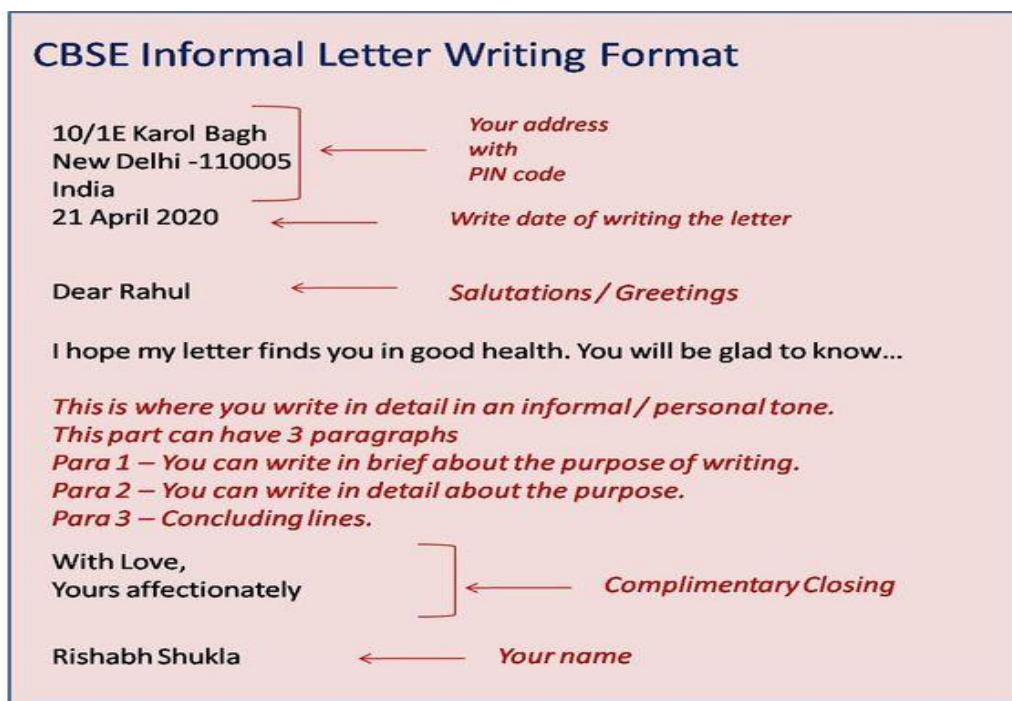 CBSE Informal Letter Writing Format
10/1E Karol Bagh
New Delhi -110005
India
Your address
with
PIN code
21 April 2020
Write date of writing the letter
Dear Rahul
Salutations / Greetings
I hope my letter finds you in good health. You will be glad to know...
This is where you write in detail in an informal / personal tone.
This part can have 3 paragraphs
Para 1 – You can write in brief about the purpose of writing.
Para 2 – You can write in detail about the purpose.
Para 3 – Concluding lines.
With Love,
Yours affectionately
Complimentary Closing
Rishabh Shukla
Your name